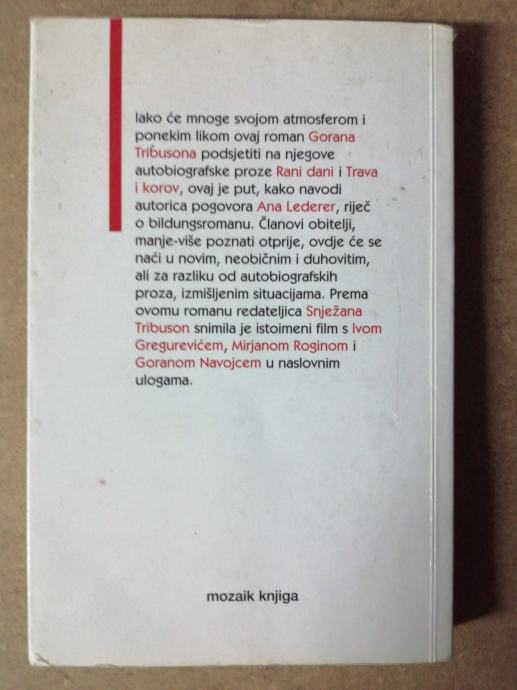 Iako će mnoge svojom atmosferom i
ponekim likom ovaj roman Gorana
Tribusona podsjetiti na njegove
autobiografske proze Rani dani i Trava
i korov, ovaj je put, kako navodi
autorica pogovora Ana Lederer, riječ
o bildungsromanu. Članovi obitelji,
manje-više poznati otprije, ovdje će se
naći u novim, neobičnim i duhovitim,
ali za razliku od autobiografskih
proza, izmišljenim situacijama. Prema
ovomu romanu redateljica Snježana
Tribuson snimila je istoimeni film s Ivom
Gregurevićem, Mirjanom Roginom i
Goranom Navojcem u naslovnim
ulogama.
mozaik knjiga